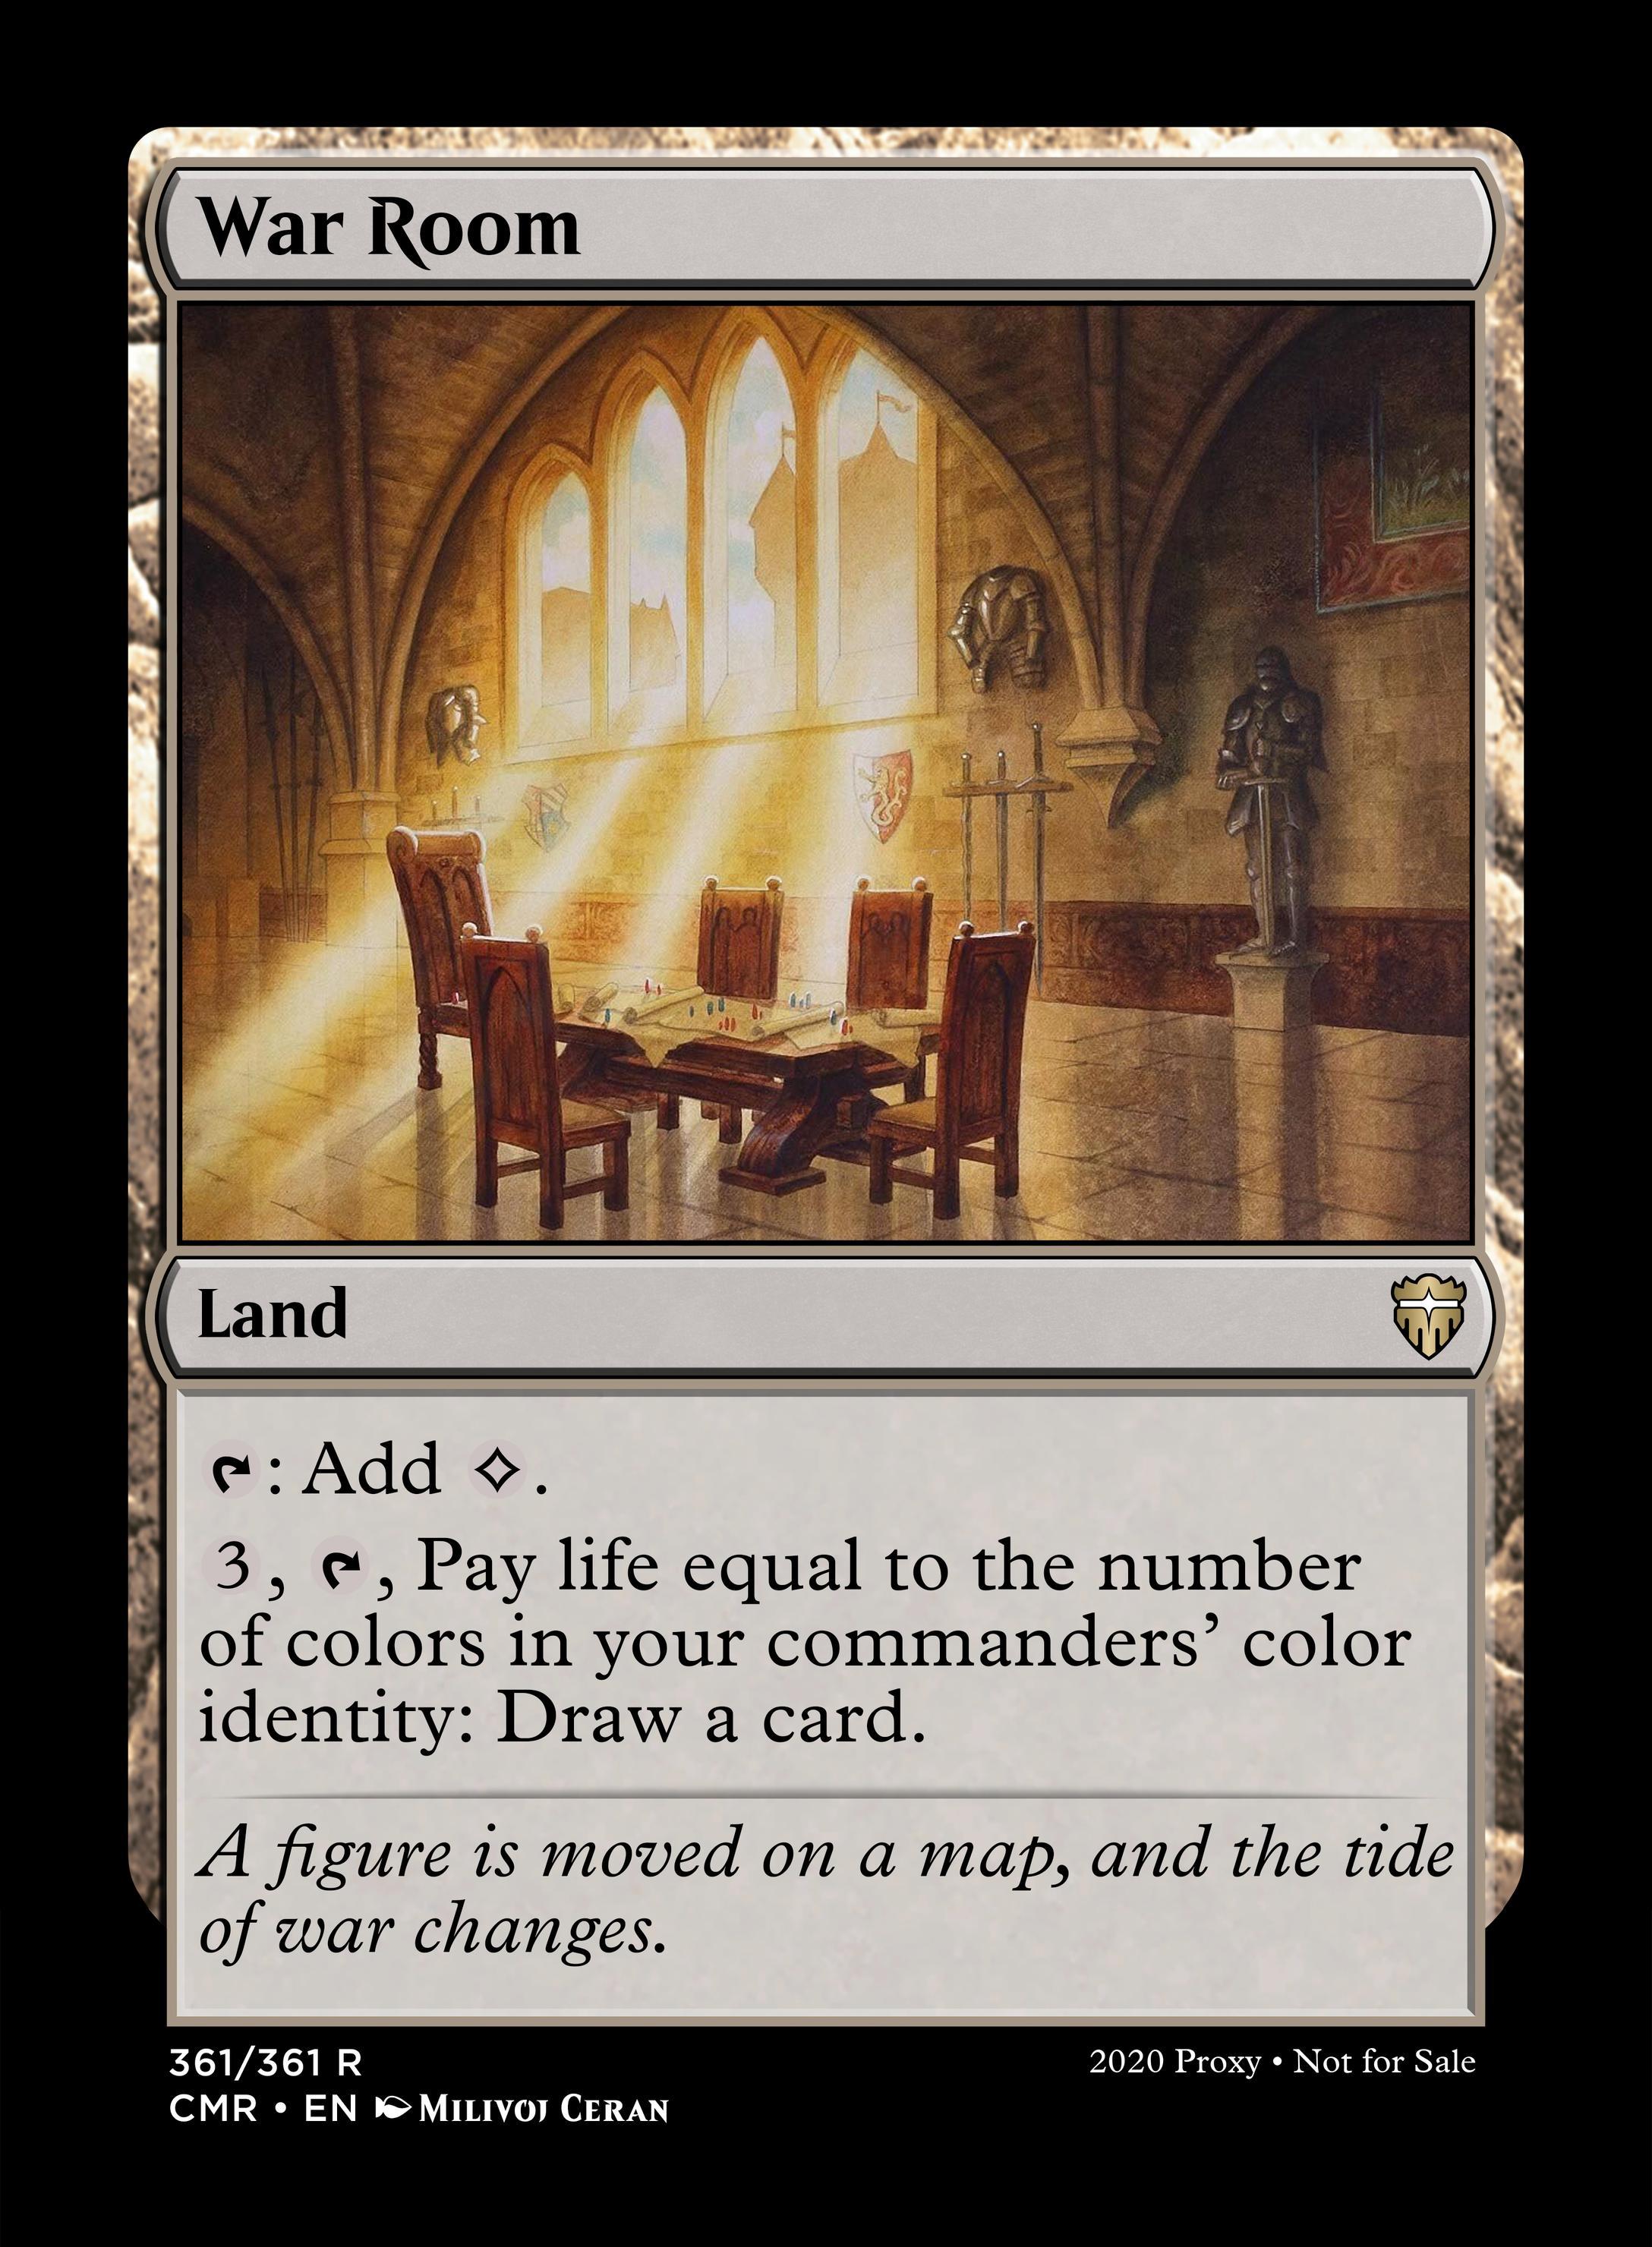 War Room
Land
: Add .
3, , Pay life equal to the number
of colors in your commanders’ color
identity: Draw a card.
A figure is moved on a map, and the tide
of war changes.
361/361 R
2020 Proxy • Not for Sale
CMR • EN Milivoj Ceran